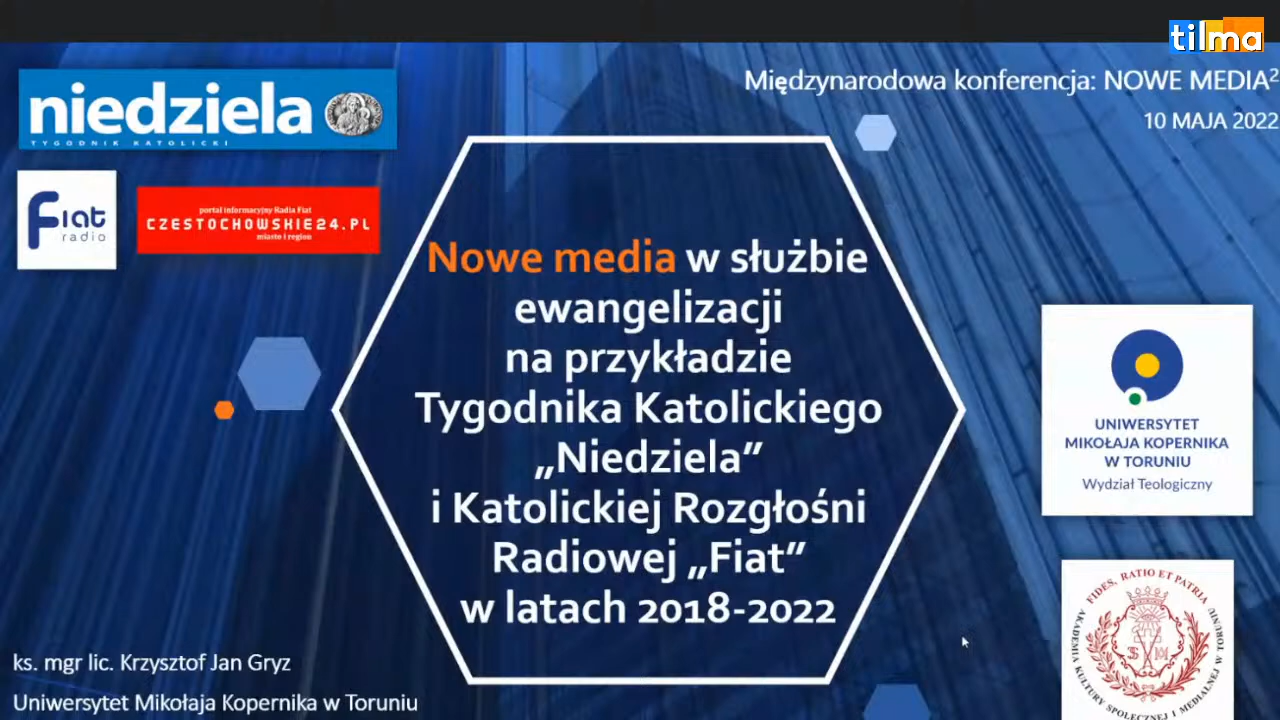 tilma
niedziela
TYGODNIK KATOLICKI
Międzynarodowa konferencja: NOWE MEDIA²
10 MAJA 2022
Fiat
radio
portal informacyjny Radia Fiat
CZESTOCHOWSKIE24.PL
miasto i region
Nowe media w służbie
ewangelizacji
na przykładzie
Tygodnika Katolickiego
„Niedziela”
i Katolickiej Rozgłośni
Radiowej „Fiat”
w latach 2018-2022
UNIWERSYTET
MIKOŁAJA KOPERNIKA
W TORUNIU
Wydział Teologiczny
FIDES, RATIO ET PATRIA
AKADEMIA KULTURY SPOŁECZNEJ I MEDIALNEJ W TORUNIU
ks. mgr lic. Krzysztof Jan Gryz
Uniwersytet Mikołaja Kopernika w Toruniu